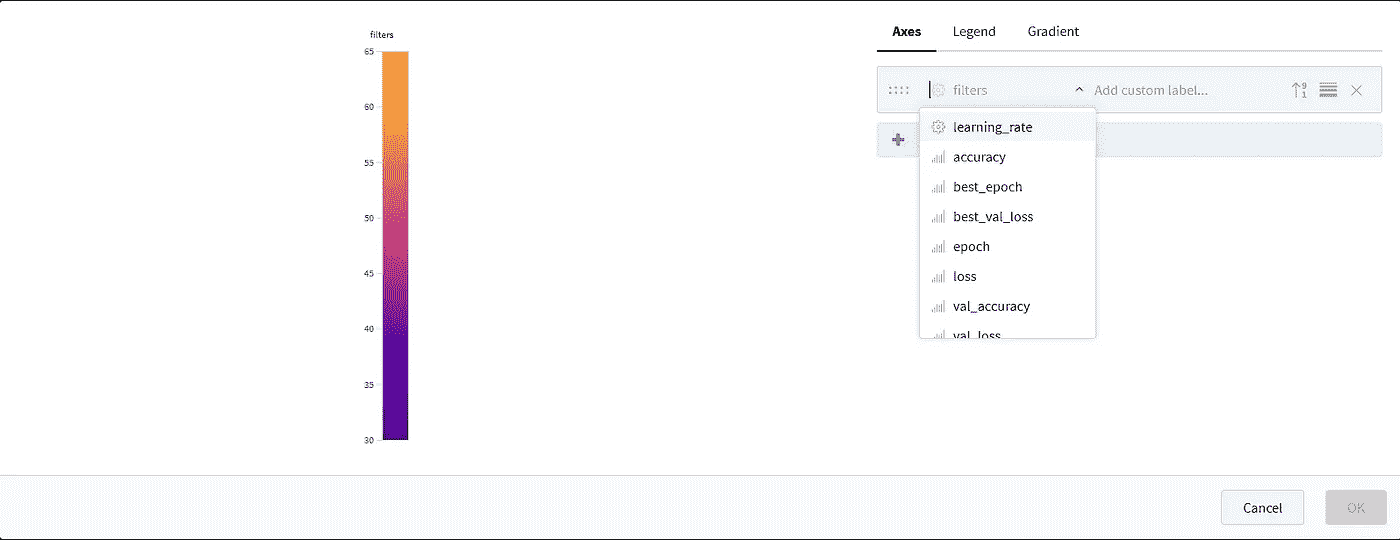 filters
65
60
55
50
45
40
35
30
Axes Legend Gradient
filters Add custom label...
learning_rate
accuracy
best_epoch
best_val_loss
epoch
loss
val_accuracy
val_loss
Cancel OK